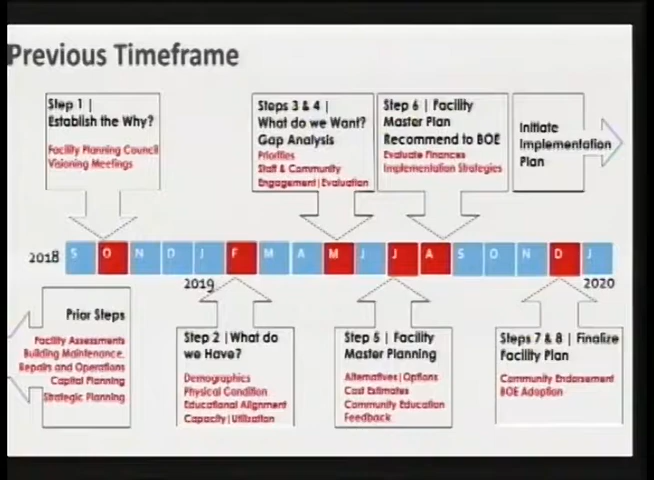 Previous Timeframe
Step 1 |
Establish the Why?
Facility Planning Council
Visioning Meetings
Steps 3 & 4 |
What do we Want?
Gap Analysis
Priorities
Staff & Community
Engagement | Evaluation
Step 6 | Facility
Master Plan
Recommend to BOE
Evaluate Finances
Implementation Strategies
Initiate
Implementation
Plan
2018 S O N D J F M A M J J A S O N D J
2019
2020
Prior Steps
Facility Assessments
Building Maintenance,
Repairs and Operations
Capital Planning
Strategic Planning
Step 2 | What do
we Have?
Demographics
Physical Condition
Educational Alignment
Capacity | Utilization
Step 5 | Facility
Master Planning
Alternatives | Options
Cost Estimates
Community Education
Feedback
Steps 7 & 8 | Finalize
Facility Plan
Community Endorsement
BOE Adoption